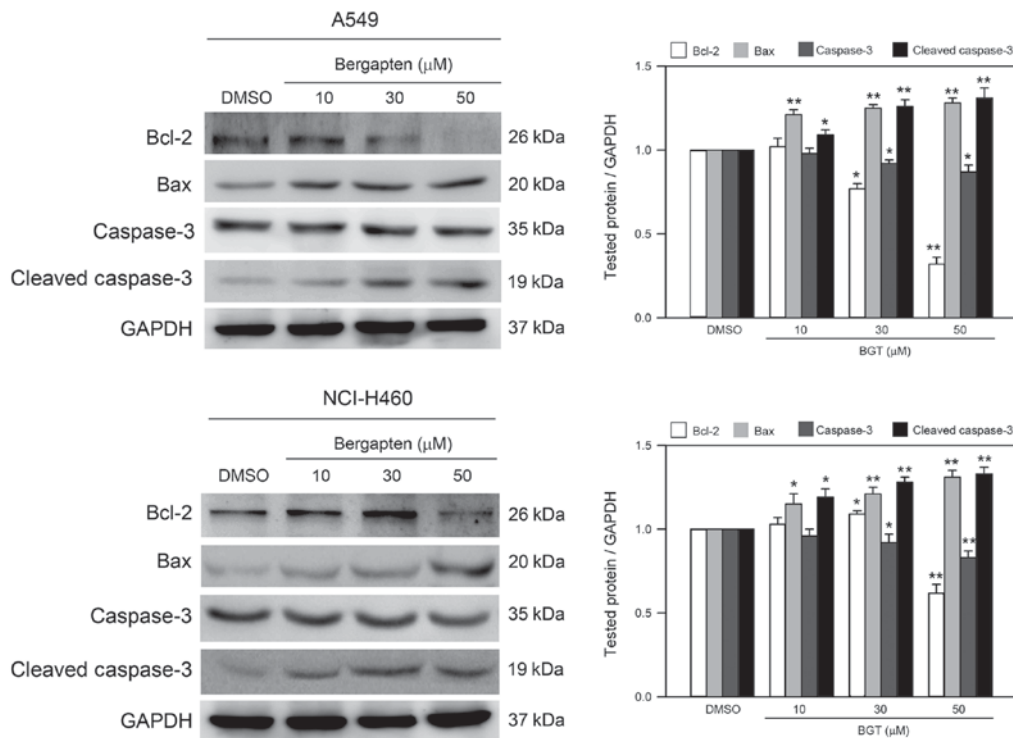 A549
Bergapten (μM)
DMSO 10 30 50
Bcl-2 26 kDa
Bax 20 kDa
Caspase-3 35 kDa
Cleaved caspase-3 19 kDa
GAPDH 37 kDa
Bcl-2 Bax Caspase-3 Cleaved caspase-3
1.5
1.0
0.5
0.0
Tested protein / GAPDH
** *
* ** * **
** ** * **
DMSO 10 30 50
BGT (μM)
NCI-H460
Bergapten (μM)
DMSO 10 30 50
Bcl-2 26 kDa
Bax 20 kDa
Caspase-3 35 kDa
Cleaved caspase-3 19 kDa
GAPDH 37 kDa
Bcl-2 Bax Caspase-3 Cleaved caspase-3
1.5
1.0
0.5
0.0
Tested protein / GAPDH
* *
* ** * **
** ** ** **
DMSO 10 30 50
BGT (μM)